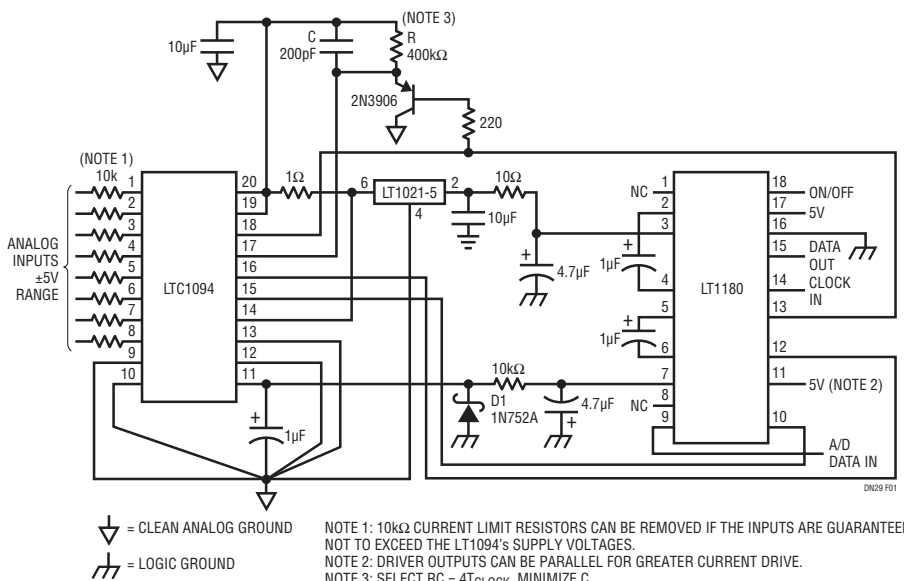 (NOTE 3)
10µF
C
200pF
R
400kΩ
2N3906
220
(NOTE 1)
10k
1Ω
6
LT1021-5
2
4
10Ω
10µF
ANALOG
INPUTS
±5V
RANGE
1
2
3
4
5
6
7
8
9
10
LTC1094
20
19
18
17
16
15
14
13
12
11
+
1µF
+
4.7µF
+
1µF
+
1µF
10kΩ
D1
1N752A
4.7µF
+
NC
1
2
3
4
5
6
7
NC
8
9
LT1180
18
ON/OFF
17
5V
16
15
DATA
OUT
14
CLOCK
IN
13
12
11
5V (NOTE 2)
10
A/D
DATA IN
DN29 F01
= CLEAN ANALOG GROUND
= LOGIC GROUND
NOTE 1: 10kΩ CURRENT LIMIT RESISTORS CAN BE REMOVED IF THE INPUTS ARE GUARANTEED
NOT TO EXCEED THE LT1094's SUPPLY VOLTAGES.
NOTE 2: DRIVER OUTPUTS CAN BE PARALLEL FOR GREATER CURRENT DRIVE.
NOTE 3: SELECT RC = 4TCLOCK. MINIMIZE C